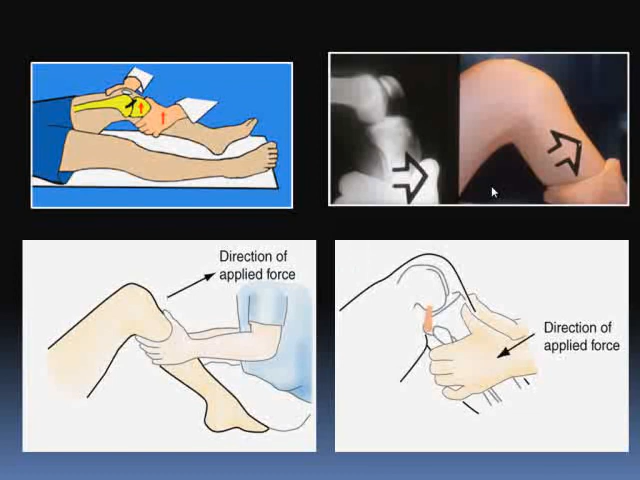 Direction of
applied force
Direction of
applied force